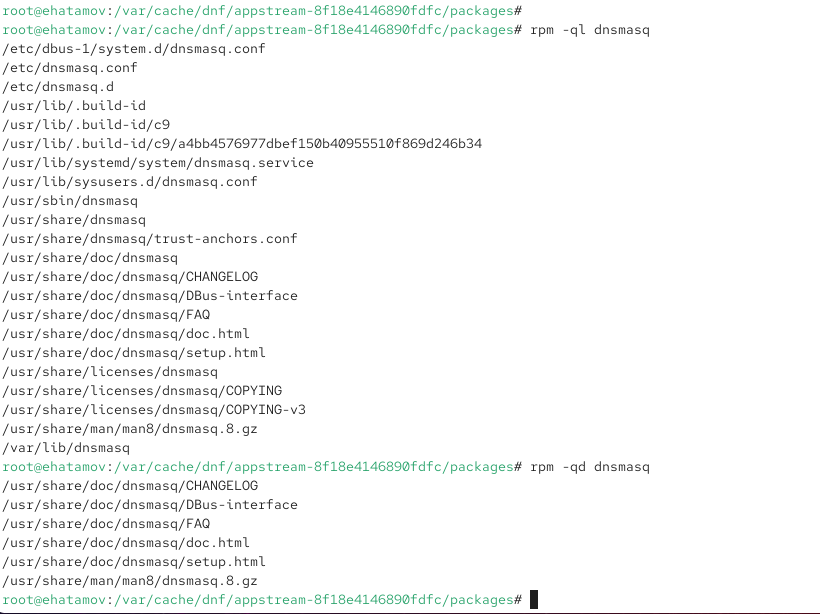 root@ehatamov:/var/cache/dnf/appstream-8f18e4146890fdfc/packages#
root@ehatamov:/var/cache/dnf/appstream-8f18e4146890fdfc/packages# rpm -ql dnsmasq
/etc/dbus-1/system.d/dnsmasq.conf
/etc/dnsmasq.conf
/etc/dnsmasq.d
/usr/lib/.build-id
/usr/lib/.build-id/c9
/usr/lib/.build-id/c9/a4bb4576977dbef150b40955510f869d246b34
/usr/lib/systemd/system/dnsmasq.service
/usr/lib/sysusers.d/dnsmasq.conf
/usr/sbin/dnsmasq
/usr/share/dnsmasq
/usr/share/dnsmasq/trust-anchors.conf
/usr/share/doc/dnsmasq
/usr/share/doc/dnsmasq/CHANGELOG
/usr/share/doc/dnsmasq/DBus-interface
/usr/share/doc/dnsmasq/FAQ
/usr/share/doc/dnsmasq/doc.html
/usr/share/doc/dnsmasq/setup.html
/usr/share/licenses/dnsmasq
/usr/share/licenses/dnsmasq/COPYING
/usr/share/licenses/dnsmasq/COPYING-v3
/usr/share/man/man8/dnsmasq.8.gz
/var/lib/dnsmasq
root@ehatamov:/var/cache/dnf/appstream-8f18e4146890fdfc/packages# rpm -qd dnsmasq
/usr/share/doc/dnsmasq/CHANGELOG
/usr/share/doc/dnsmasq/DBus-interface
/usr/share/doc/dnsmasq/FAQ
/usr/share/doc/dnsmasq/doc.html
/usr/share/doc/dnsmasq/setup.html
/usr/share/man/man8/dnsmasq.8.gz
root@ehatamov:/var/cache/dnf/appstream-8f18e4146890fdfc/packages#